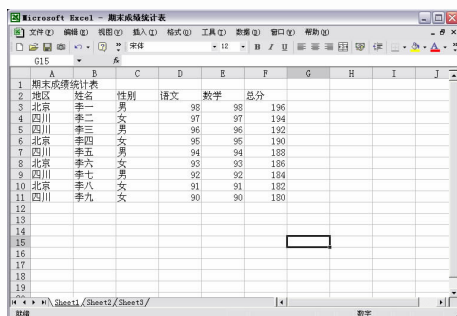 Microsoft Excel - 期末成绩统计表
文件(F) 编辑(E) 视图(V) 插入(I) 格式(O) 工具(T) 数据(D) 窗口(W) 帮助(H)
宋体 12 B I U
G15 fx
A B C D E F G H I J
1 期末成绩统计表
2 地区 姓名 性别 语文 数学 总分
3 北京 李一 男 98 98 196
4 四川 李二 女 97 97 194
5 四川 李三 男 96 96 192
6 北京 李四 女 95 95 190
7 四川 李五 男 94 94 188
8 北京 李六 女 93 93 186
9 四川 李七 男 92 92 184
10 北京 李八 女 91 91 182
11 四川 李九 女 90 90 180
12
13
14
15
16
17
18
19
Sheet1 Sheet2 Sheet3
就绪 数字